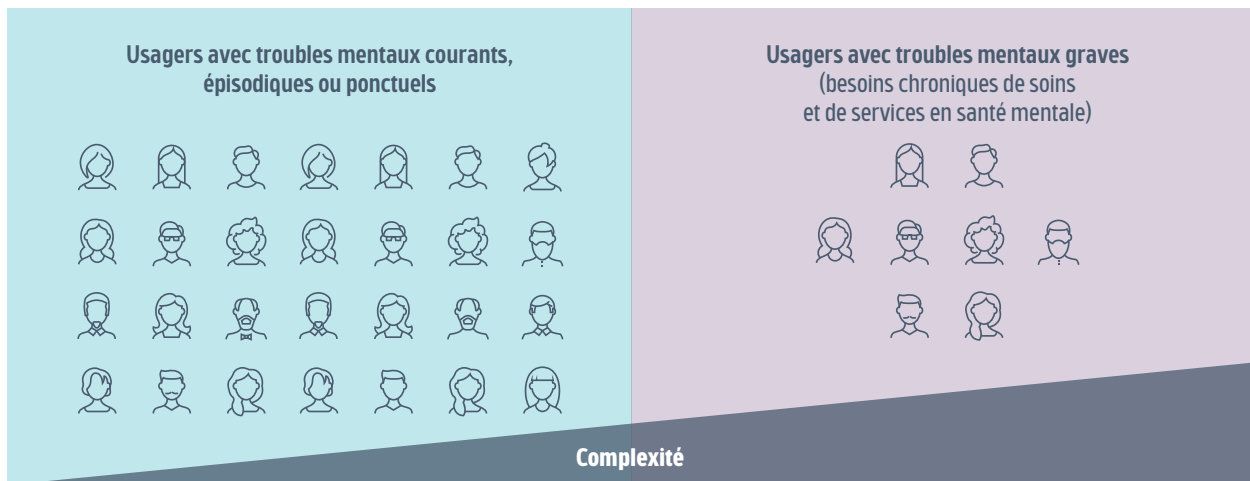 Usagers avec troubles mentaux courants,
épisodiques ou ponctuels
Usagers avec troubles mentaux graves
(besoins chroniques de soins
et de services en santé mentale)
Complexité